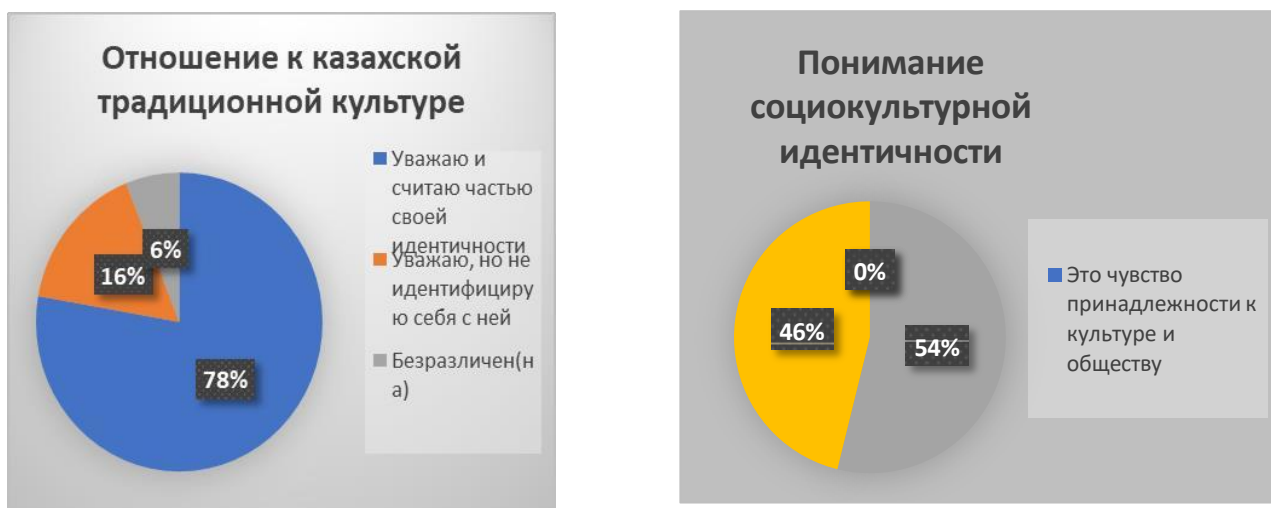 Отношение к казахской
традиционной культуре
Уважаю и
считаю частью
своей
идентичности
Уважаю, но не
идентифициру
ю себя с ней
Безразличен(н
а)
6%
16%
78%
Понимание
социокультурной
идентичности
0%
46%
54%
Это чувство
принадлежности к
культуре и
обществу